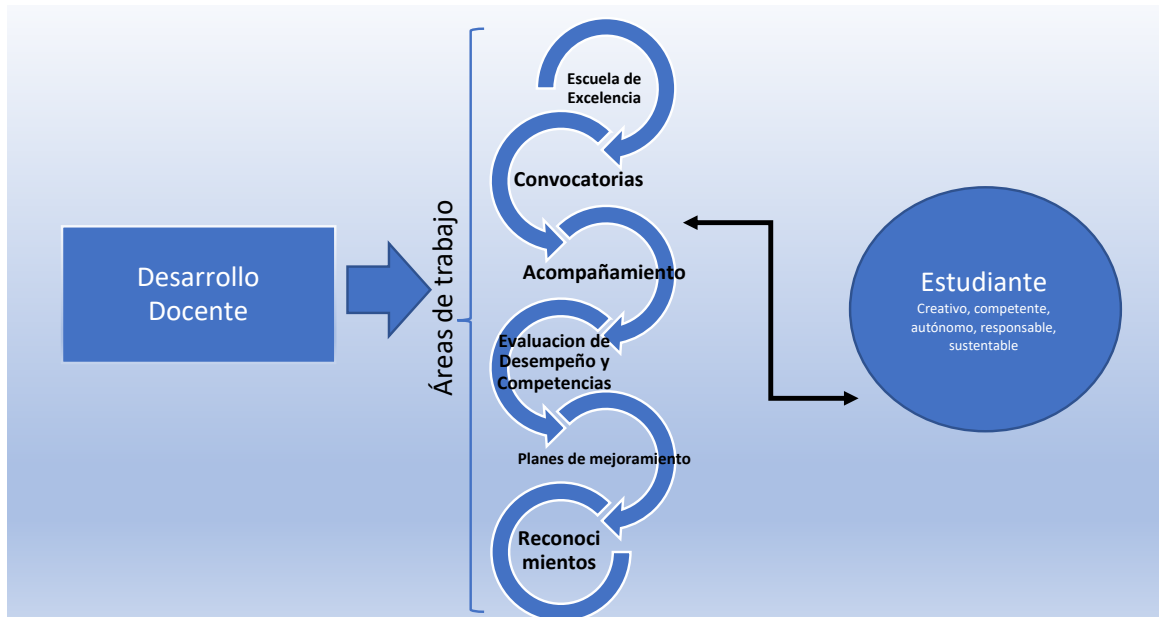 Desarrollo
Docente
Áreas de trabajo
Escuela de
Excelencia
Convocatorias
Acompañamiento
Evaluacion de
Desempeño y
Competencias
Planes de mejoramiento
Reconoci
mientos
Estudiante
Creativo, competente,
autónomo, responsable,
sustentable